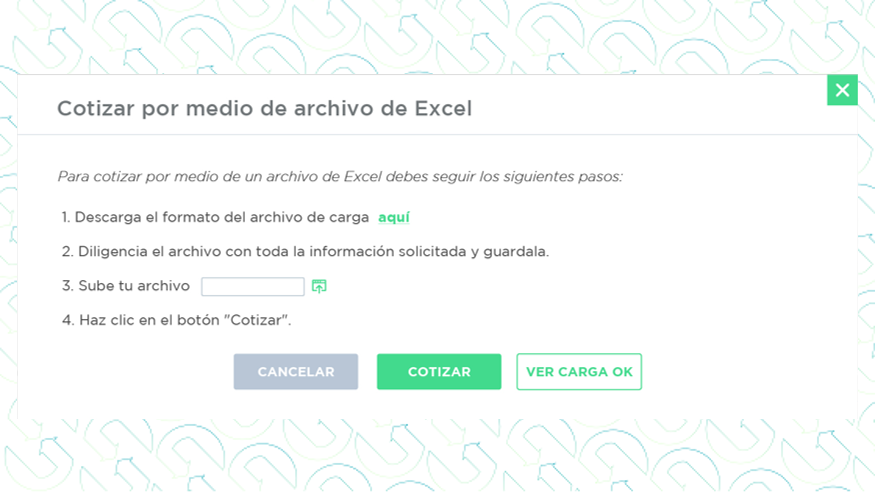 Cotizar por medio de archivo de Excel
Para cotizar por medio de un archivo de Excel debes seguir los siguientes pasos:
1. Descarga el formato del archivo de carga aquí
2. Diligencia el archivo con toda la información solicitada y guardala.
3. Sube tu archivo
4. Haz clic en el botón "Cotizar".
CANCELAR COTIZAR VER CARGA OK